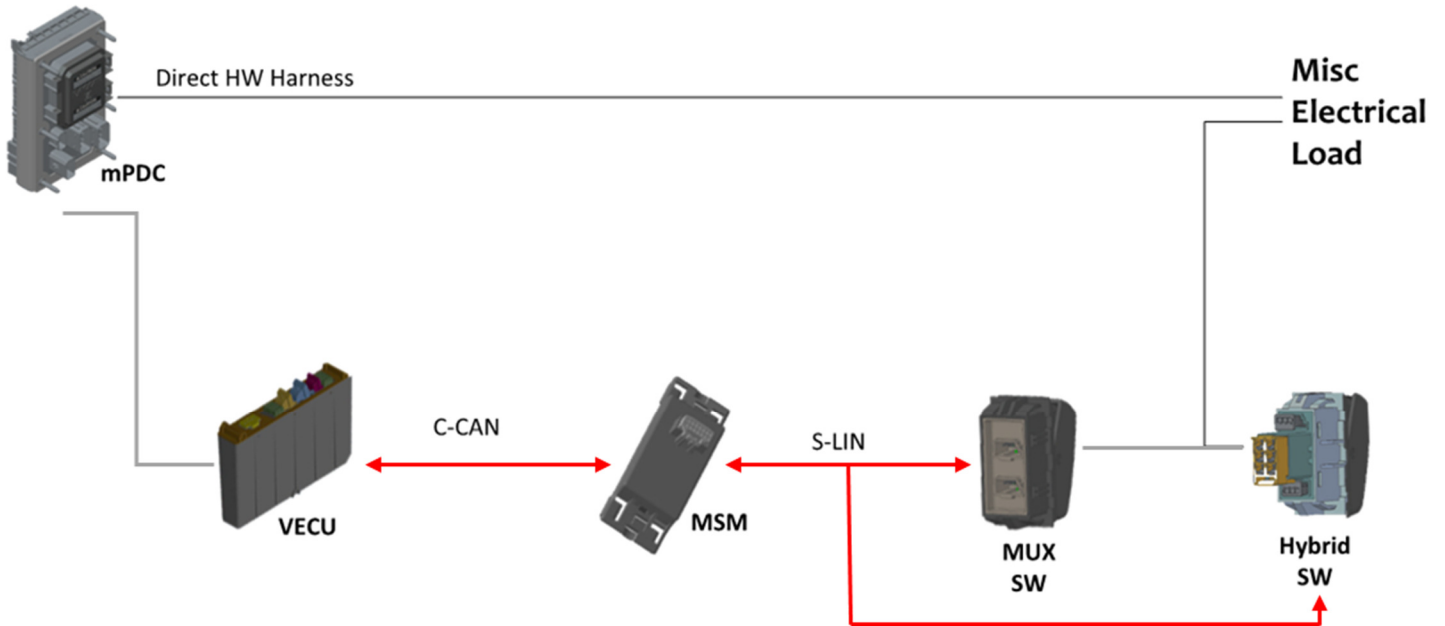 Direct HW Harness
Misc
Electrical
Load
mPDC
C-CAN
S-LIN
VECU
MSM
MUX
SW
Hybrid
SW